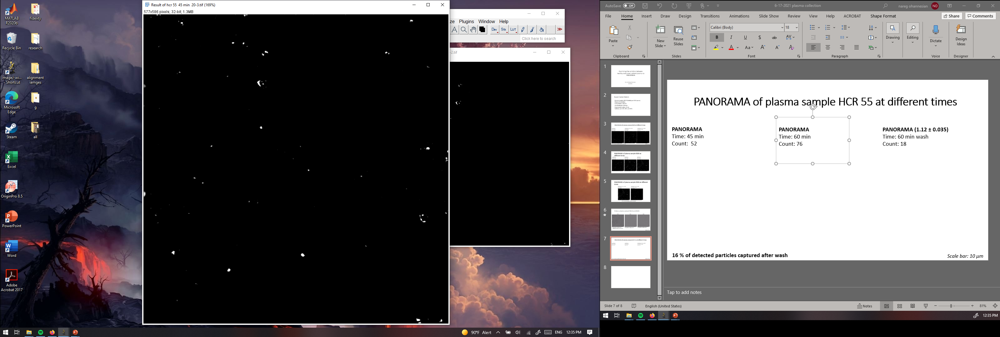 MATLAB
R2020b
fidelity
Recycle Bin
research
ImageJ-wi...
- Shortcut
alignment
iamges
Microsoft
Edge
g
Steam
all
Excel
OriginPro 8.5
PowerPoint
Word
Adobe
Acrobat 2017
Result of hcr 55 45 min 20-3.tif (169%)
577x586 pixels; 32-bit; 1.3MB
ze Plugins Window Help
Dev Stk LUT
Click here to search
-2.tif
90°F Alert
ENG
12:35 PM
AutoSave Off
6-17-2021 plasma collection
nareg ohannesian
NO
File Home Insert Draw Design Transitions Animations Slide Show Review View Help ACROBAT Shape Format
Share
Comments
Paste
Clipboard
New
Slide
Reuse
Slides
Slides
Calibri (Body)
18
Font
Paragraph
Drawing
Editing
Dictate
Voice
Design
Ideas
Designer
1
2
3
4
PANORAMA of plasma sample 830A at
different times
5
6
7
8
PANORAMA of plasma sample HCR 55 at different times
PANORAMA
Time: 45 min
Count: 52
PANORAMA
Time: 60 min
Count: 76
PANORAMA (1.12 ± 0.035)
Time: 60 min wash
Count: 18
16 % of detected particles captured after wash
Scale bar: 10 µm
Tap to add notes
Slide 7 of 8
English (United States)
Notes
81%
12:35 PM